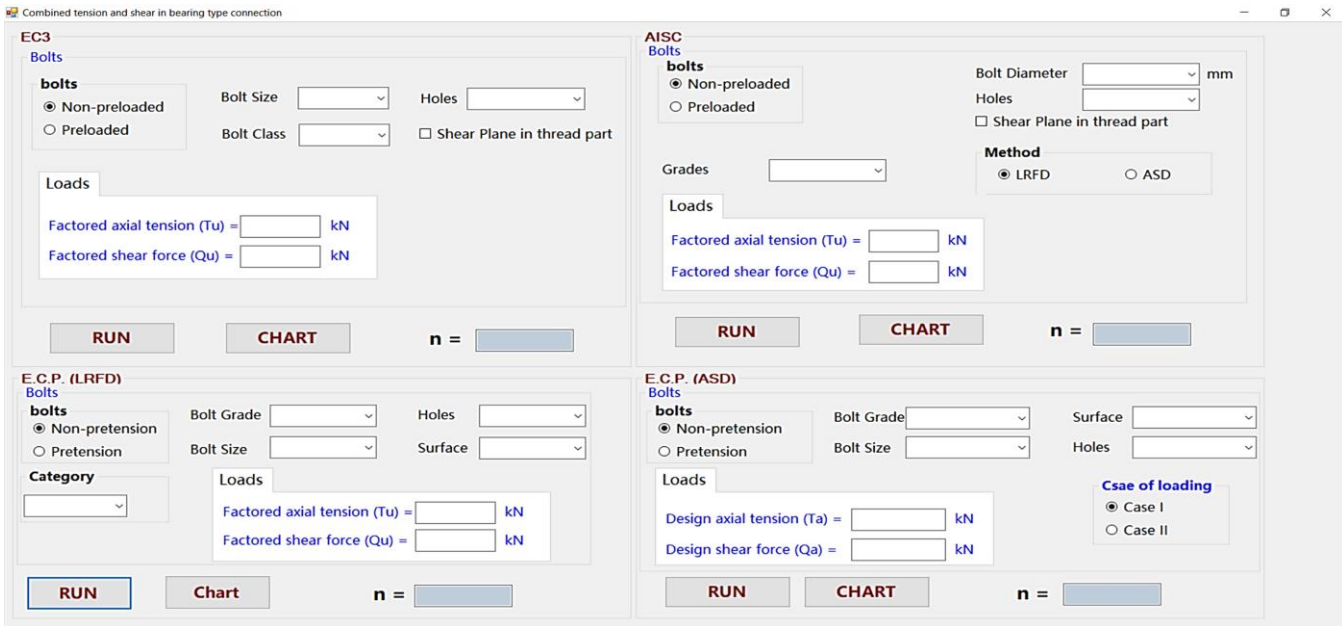 Combined tension and shear in bearing type connection
EC3
Bolts
bolts
Non-preloaded
Preloaded
Bolt Size
Holes
Bolt Class
Shear Plane in thread part
Loads
Factored axial tension (Tu) = kN
Factored shear force (Qu) = kN
RUN
CHART
n =
AISC
Bolts
bolts
Non-preloaded
Preloaded
Bolt Diameter mm
Holes
Shear Plane in thread part
Method
LRFD ASD
Grades
Loads
Factored axial tension (Tu) = kN
Factored shear force (Qu) = kN
RUN
CHART
n =
E.C.P. (LRFD)
Bolts
bolts
Non-pretension
Pretension
Bolt Grade
Holes
Bolt Size
Surface
Category
Loads
Factored axial tension (Tu) = kN
Factored shear force (Qu) = kN
RUN
Chart
n =
E.C.P. (ASD)
Bolts
bolts
Non-pretension
Pretension
Bolt Grade
Surface
Bolt Size
Holes
Loads
Design axial tension (Ta) = kN
Design shear force (Qa) = kN
Csae of loading
Case I
Case II
RUN
CHART
n =